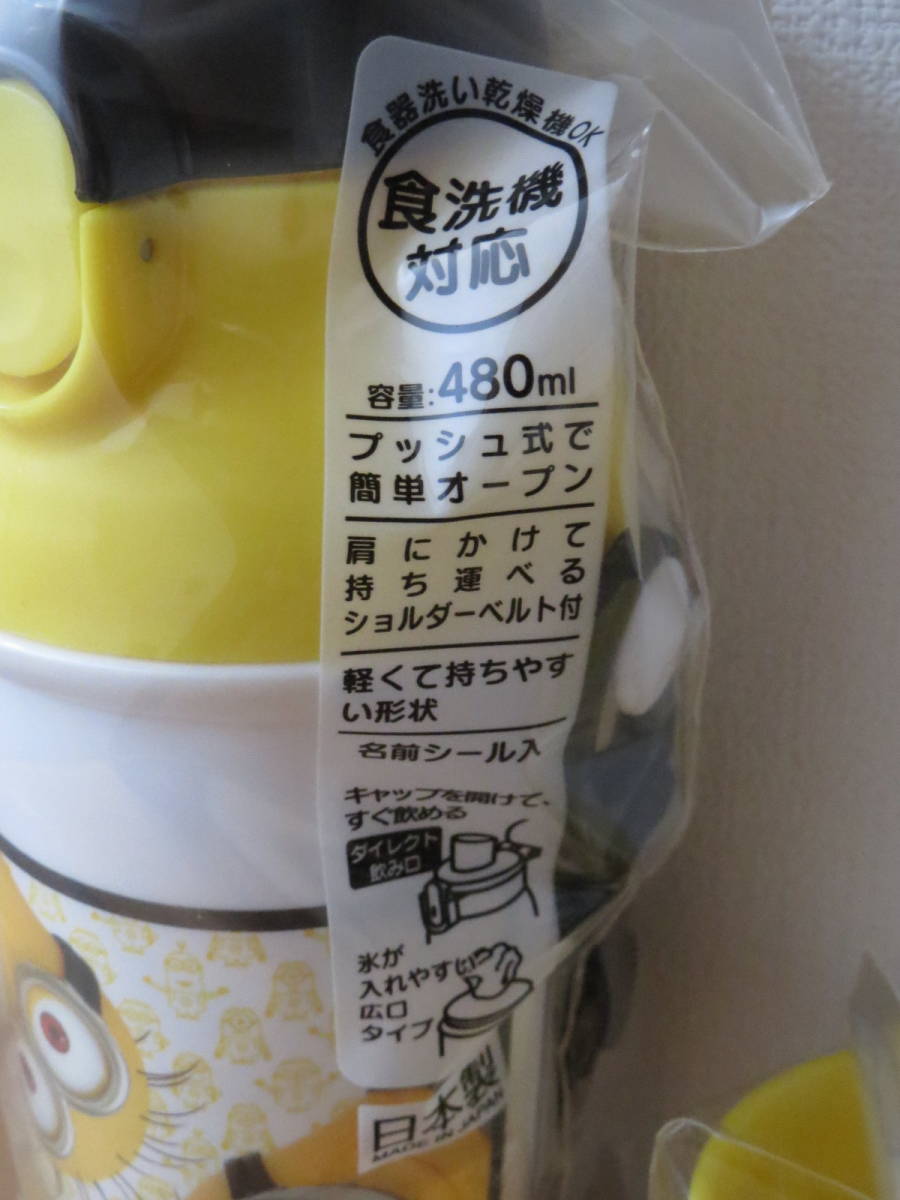 食器洗い乾燥機OK
食洗機
対応
容量:480ml
プッシュ式で
簡単オープン
肩にかけて
持ち運べる
ショルダーベルト付
軽くて持ちやす
い形状
名前シール入
キャップを開けて、
すぐ飲める
ダイレクト
飲み口
氷が
入れやすい
広口
タイプ
日本製
MADE IN JAPAN